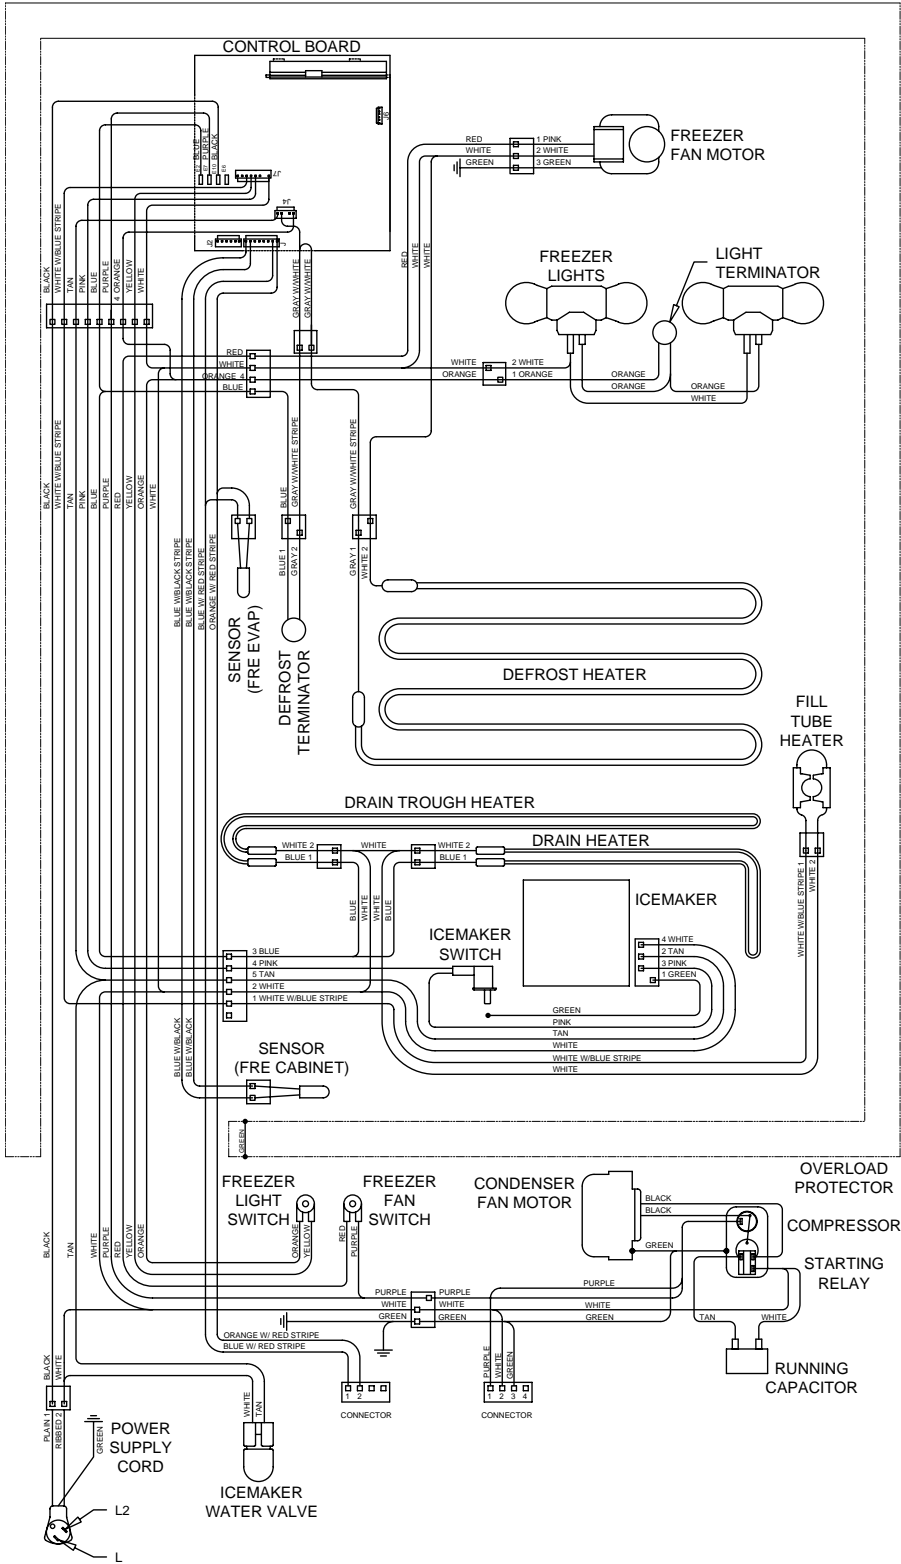 CONTROL BOARD
BLUE
PURPLE
BLACK
E2
E7
E10
E6
J6
J7
J4
J2
J
RED
WHITE
GREEN
1 PINK
2 WHITE
3 GREEN
FREEZER
FAN MOTOR
BLACK
WHITE W/BLUE STRIPE
TAN
PINK
BLUE
PURPLE
4 ORANGE
YELLOW
WHITE
GRAY W/WHITE
GRAY W/WHITE
RED
WHITE
WHITE
FREEZER
LIGHTS
LIGHT
TERMINATOR
RED
WHITE
ORANGE 4
BLUE
WHITE
ORANGE
2 WHITE
1 ORANGE
ORANGE
ORANGE
ORANGE
WHITE
BLACK
WHITE W/BLUE STRIPE
TAN
PINK
BLUE
PURPLE
RED
YELLOW
ORANGE
WHITE
BLUE
GRAY W/WHITE STRIPE
GRAY W/WHITE STRIPE
BLUE 1
GRAY 2
GRAY 1
WHITE 2
BLUE W/BLACK STRIPE
BLUE W/BLACK STRIPE
BLUE W/ RED STRIPE
ORANGE W/ RED STRIPE
SENSOR
(FRE EVAP)
DEFROST
TERMINATOR
DEFROST HEATER
FILL
TUBE
HEATER
DRAIN TROUGH HEATER
WHITE 2
BLUE 1
WHITE
WHITE 2
BLUE 1
DRAIN HEATER
BLUE
WHITE
WHITE
BLUE
WHITE W/BLUE STRIPE 1
WHITE 2
ICEMAKER
ICEMAKER
SWITCH
4 WHITE
2 TAN
3 PINK
1 GREEN
3 BLUE
4 PINK
5 TAN
2 WHITE
1 WHITE W/BLUE STRIPE
GREEN
PINK
TAN
WHITE
WHITE W/BLUE STRIPE
WHITE
BLUE W/BLACK
BLUE W/BLACK
SENSOR
(FRE CABINET)
GREEN
FREEZER
LIGHT
SWITCH
FREEZER
FAN
SWITCH
CONDENSER
FAN MOTOR
OVERLOAD
PROTECTOR
COMPRESSOR
STARTING
RELAY
BLACK
BLACK
GREEN
BLACK
TAN
WHITE
PURPLE
RED
YELLOW
ORANGE
ORANGE
YELLOW
RED
PURPLE
PURPLE
WHITE
GREEN
PURPLE
WHITE
GREEN
PURPLE
WHITE
GREEN
TAN
WHITE
ORANGE W/ RED STRIPE
BLUE W/ RED STRIPE
PURPLE
WHITE
GREEN
RUNNING
CAPACITOR
1 2
CONNECTOR
1 2 3 4
CONNECTOR
BLACK
WHITE
PLAIN 1
RIBBED 2
GREEN
WHITE
TAN
POWER
SUPPLY
CORD
ICEMAKER
WATER VALVE
L2
L